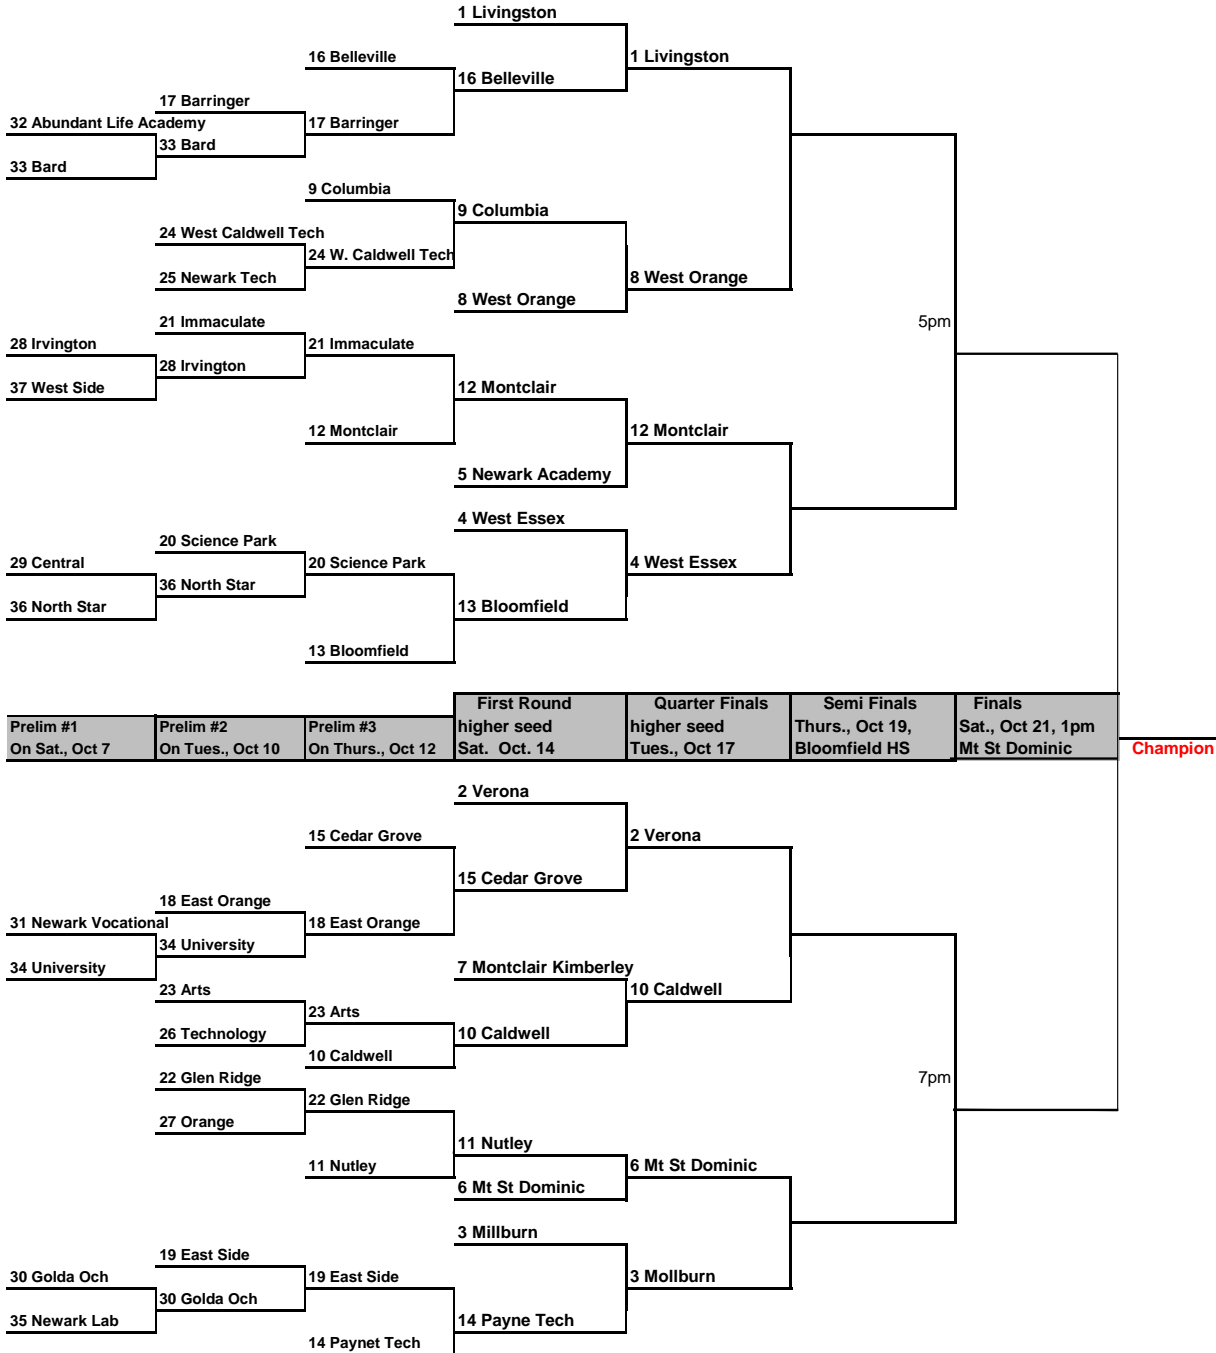 1 Livingston
16 Belleville
1 Livingston
16 Belleville
17 Barringer
32 Abundant Life Academy
17 Barringer
33 Bard
33 Bard
9 Columbia
9 Columbia
24 West Caldwell Tech
24 W. Caldwell Tech
25 Newark Tech
8 West Orange
8 West Orange
21 Immaculate
5pm
28 Irvington
21 Immaculate
28 Irvington
37 West Side
12 Montclair
12 Montclair
12 Montclair
5 Newark Academy
4 West Essex
20 Science Park
29 Central
20 Science Park
4 West Essex
36 North Star
36 North Star
13 Bloomfield
13 Bloomfield
First Round
Quarter Finals
Semi Finals
Finals
Prelim #1
Prelim #2
Prelim #3
higher seed
higher seed
Thurs., Oct 19,
Sat., Oct 21, 1pm
On Sat., Oct 7
On Tues., Oct 10
On Thurs., Oct 12
Sat. Oct. 14
Tues., Oct 17
Bloomfield HS
Mt St Dominic
Champion
2 Verona
15 Cedar Grove
2 Verona
15 Cedar Grove
18 East Orange
31 Newark Vocational
18 East Orange
34 University
34 University
7 Montclair Kimberley
23 Arts
10 Caldwell
23 Arts
26 Technology
10 Caldwell
10 Caldwell
22 Glen Ridge
7pm
22 Glen Ridge
27 Orange
11 Nutley
11 Nutley
6 Mt St Dominic
6 Mt St Dominic
3 Millburn
19 East Side
30 Golda Och
19 East Side
3 Mollburn
30 Golda Och
35 Newark Lab
14 Payne Tech
14 Paynet Tech